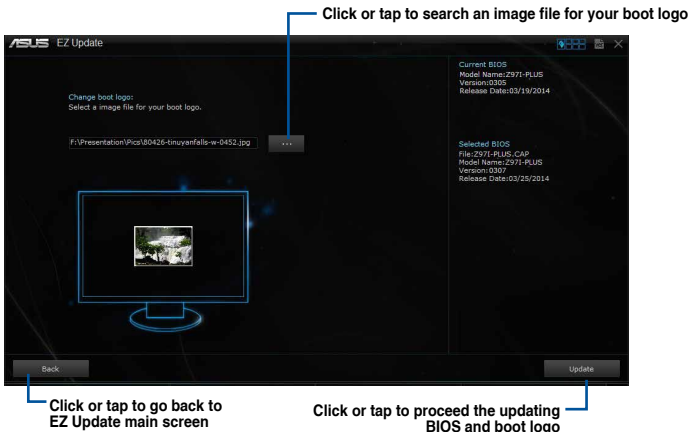 Click or tap to search an image file for your boot logo
ASUS EZ Update
Current BIOS
Model Name:Z97I-PLUS
Version:0305
Release Date:03/19/2014
Change boot logo:
Select a image file for your boot logo.
F:\Presentation\Pics\80426-tinuyanfalls-w-0452.jpg
...
Selected BIOS
File:Z97I-PLUS.CAP
Model Name:Z97I-PLUS
Version:0307
Release Date:03/25/2014
Back
Update
Click or tap to go back to
EZ Update main screen
Click or tap to proceed the updating
BIOS and boot logo